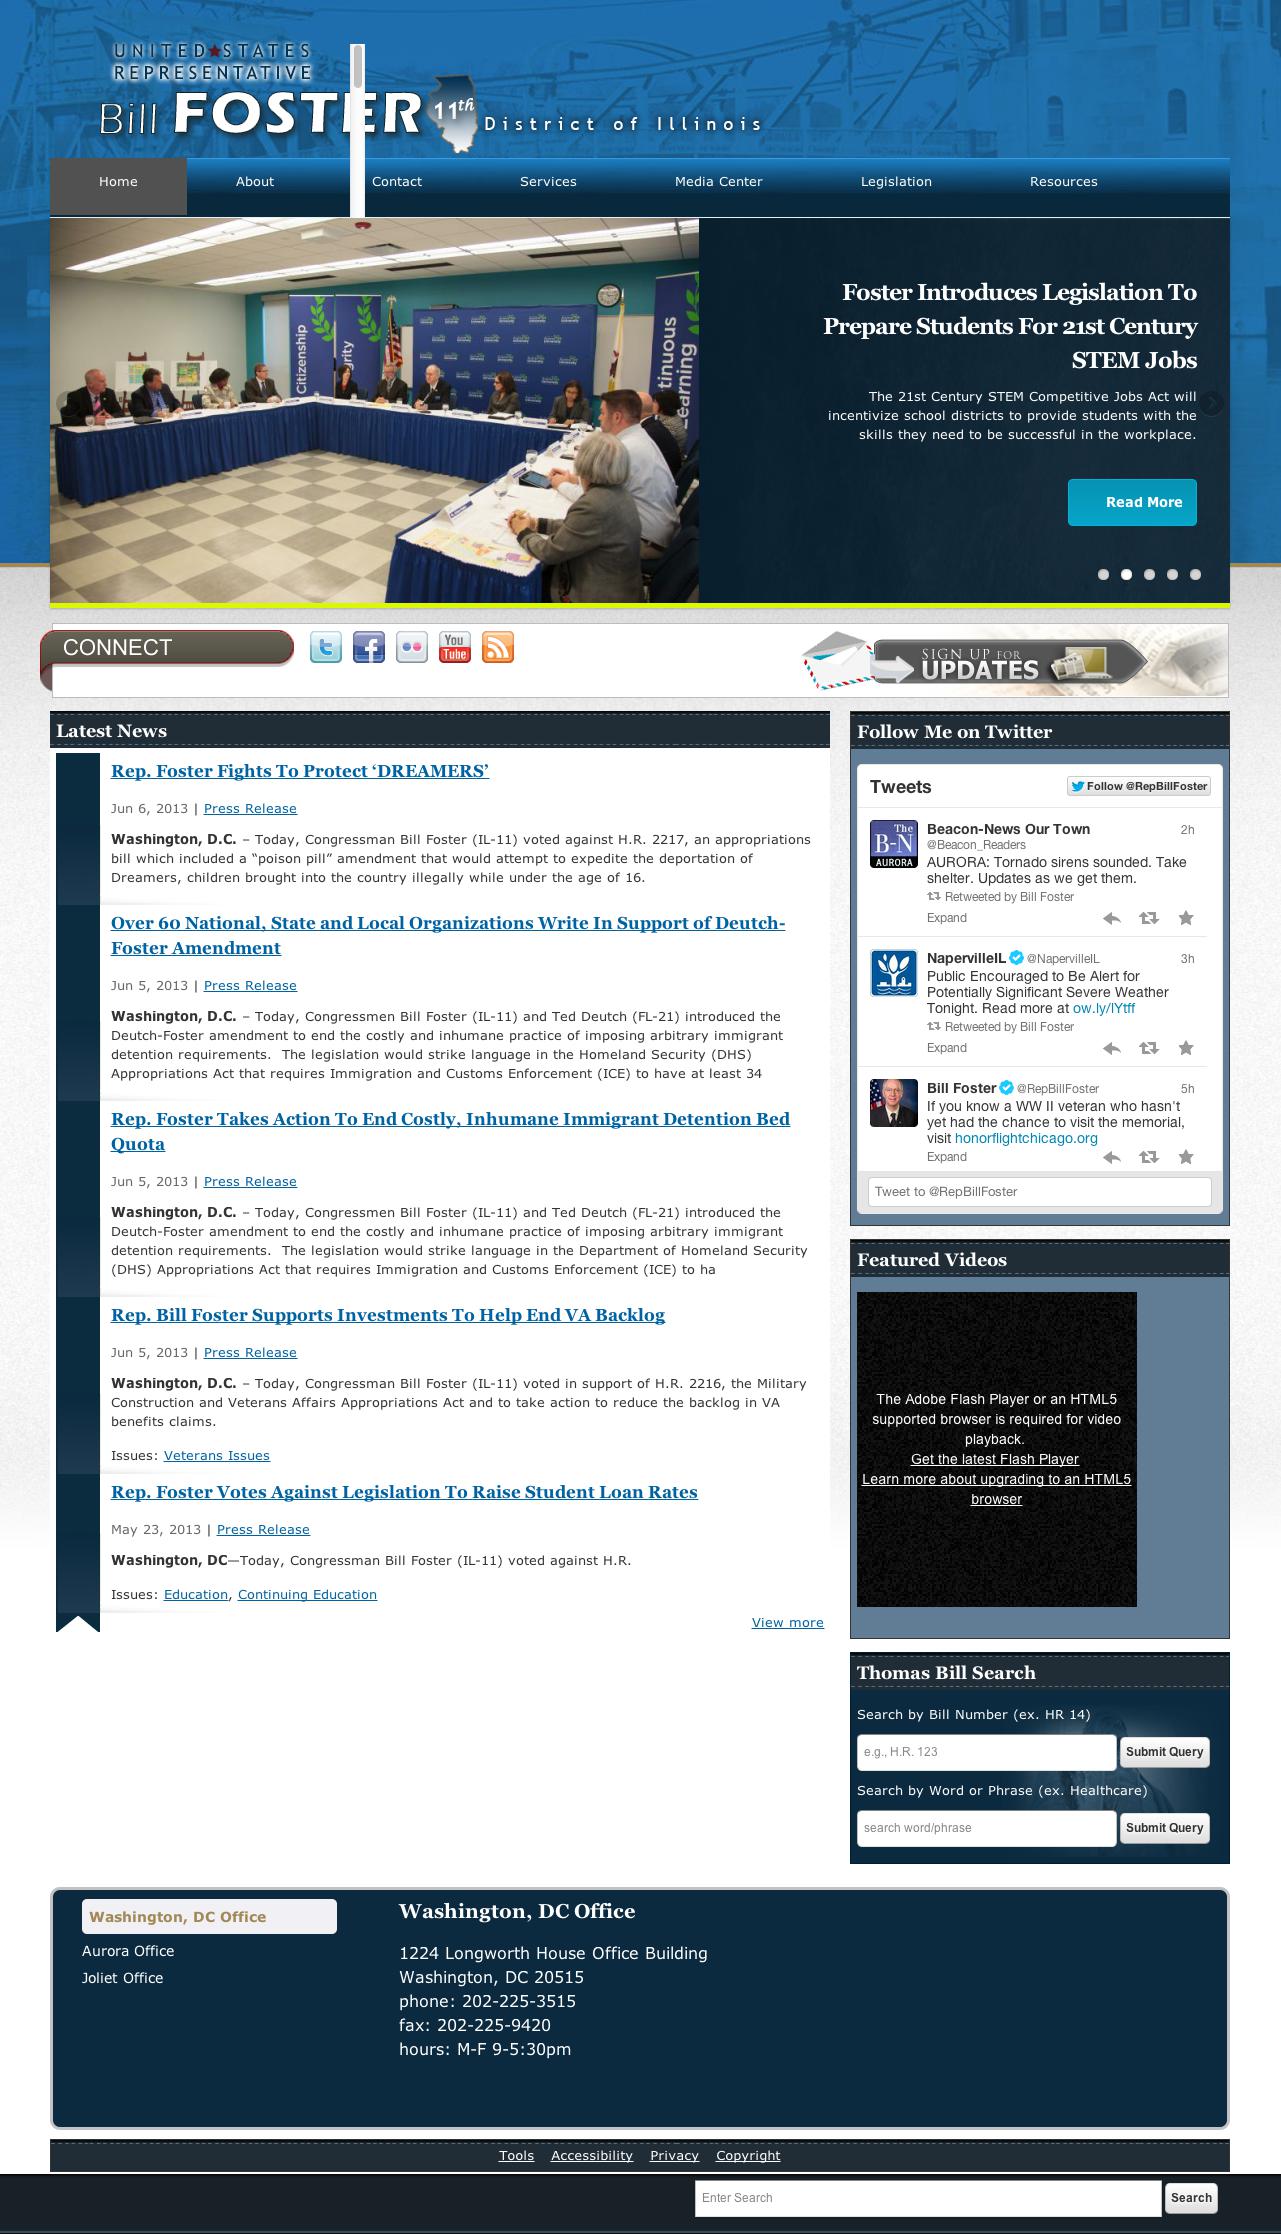 UNITED★STATES
REPRESENTATIVE
Bill FOSTER 11th District of Illinois
Home About Contact Services Media Center Legislation Resources
Citizenship
Continuous
Learning
Foster Introduces Legislation To
Prepare Students For 21st Century
STEM Jobs
The 21st Century STEM Competitive Jobs Act will
incentivize school districts to provide students with the
skills they need to be successful in the workplace.
Read More
CONNECT
You
Tube
SIGN UP FOR
UPDATES
Latest News
Rep. Foster Fights To Protect ‘DREAMERS’
Jun 6, 2013 | Press Release
Washington, D.C. – Today, Congressman Bill Foster (IL-11) voted against H.R. 2217, an appropriations
bill which included a “poison pill” amendment that would attempt to expedite the deportation of
Dreamers, children brought into the country illegally while under the age of 16.
Over 60 National, State and Local Organizations Write In Support of Deutch-
Foster Amendment
Jun 5, 2013 | Press Release
Washington, D.C. – Today, Congressmen Bill Foster (IL-11) and Ted Deutch (FL-21) introduced the
Deutch-Foster amendment to end the costly and inhumane practice of imposing arbitrary immigrant
detention requirements.  The legislation would strike language in the Homeland Security (DHS)
Appropriations Act that requires Immigration and Customs Enforcement (ICE) to have at least 34
Rep. Foster Takes Action To End Costly, Inhumane Immigrant Detention Bed
Quota
Jun 5, 2013 | Press Release
Washington, D.C. – Today, Congressmen Bill Foster (IL-11) and Ted Deutch (FL-21) introduced the
Deutch-Foster amendment to end the costly and inhumane practice of imposing arbitrary immigrant
detention requirements.  The legislation would strike language in the Department of Homeland Security
(DHS) Appropriations Act that requires Immigration and Customs Enforcement (ICE) to ha
Rep. Bill Foster Supports Investments To Help End VA Backlog
Jun 5, 2013 | Press Release
Washington, D.C. – Today, Congressman Bill Foster (IL-11) voted in support of H.R. 2216, the Military
Construction and Veterans Affairs Appropriations Act and to take action to reduce the backlog in VA
benefits claims.
Issues: Veterans Issues
Rep. Foster Votes Against Legislation To Raise Student Loan Rates
May 23, 2013 | Press Release
Washington, DC—Today, Congressman Bill Foster (IL-11) voted against H.R.
Issues: Education, Continuing Education
View more
Follow Me on Twitter
Tweets
Follow @RepBillFoster
The
B-N
AURORA
Beacon-News Our Town 2h
@Beacon_Readers
AURORA: Tornado sirens sounded. Take
shelter. Updates as we get them.
Retweeted by Bill Foster
Expand
NapervilleIL @NapervilleIL 3h
Public Encouraged to Be Alert for
Potentially Significant Severe Weather
Tonight. Read more at ow.ly/lYtff
Retweeted by Bill Foster
Expand
Bill Foster @RepBillFoster 5h
If you know a WW II veteran who hasn't
yet had the chance to visit the memorial,
visit honorflightchicago.org
Expand
Tweet to @RepBillFoster
Featured Videos
The Adobe Flash Player or an HTML5
supported browser is required for video
playback.
Get the latest Flash Player
Learn more about upgrading to an HTML5
browser
Thomas Bill Search
Search by Bill Number (ex. HR 14)
e.g., H.R. 123 Submit Query
Search by Word or Phrase (ex. Healthcare)
search word/phrase Submit Query
Washington, DC Office
Aurora Office
Joliet Office
Washington, DC Office
1224 Longworth House Office Building
Washington, DC 20515
phone: 202-225-3515
fax: 202-225-9420
hours: M-F 9-5:30pm
Tools Accessibility Privacy Copyright
Enter Search Search